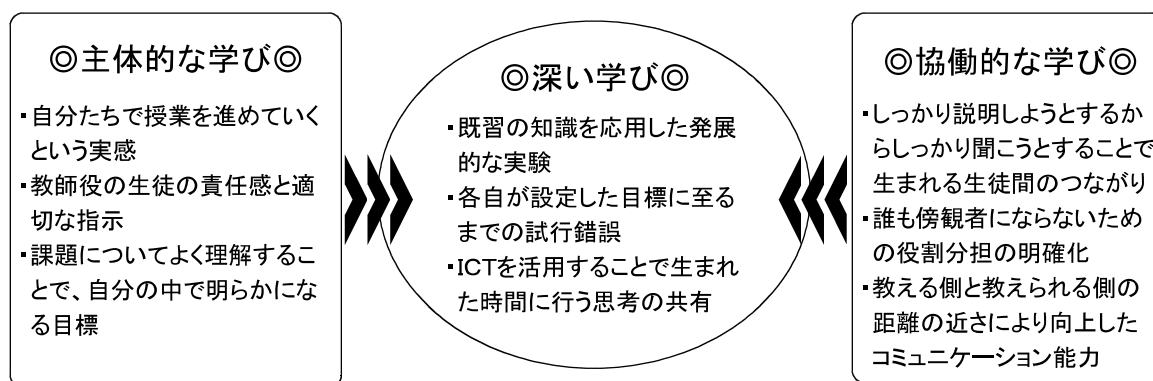 ◎主体的な学び◎
・自分たちで授業を進めていく
という実感
・教師役の生徒の責任感と適
切な指示
・課題についてよく理解するこ
とで、自分の中で明らかにな
る目標
◎深い学び◎
・既習の知識を応用した発展
的な実験
・各自が設定した目標に至る
までの試行錯誤
・ICTを活用することで生まれ
た時間に行う思考の共有
◎協働的な学び◎
・しっかり説明しようとするか
らしっかり聞こうとすることで
生まれる生徒間のつながり
・誰も傍観者にならないため
の役割分担の明確化
・教える側と教えられる側の
距離の近さにより向上した
コミュニケーション能力